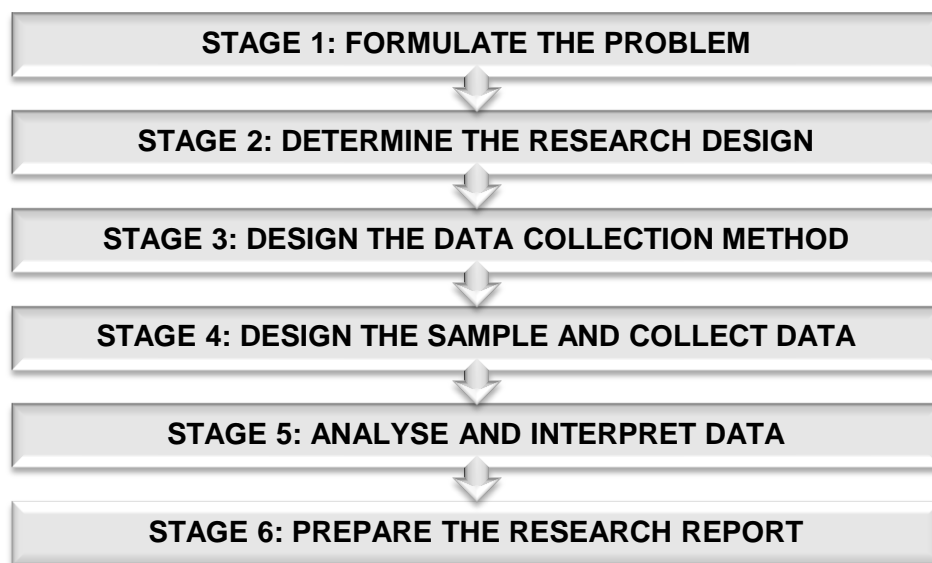 STAGE 1: FORMULATE THE PROBLEM
STAGE 2: DETERMINE THE RESEARCH DESIGN
STAGE 3: DESIGN THE DATA COLLECTION METHOD
STAGE 4: DESIGN THE SAMPLE AND COLLECT DATA
STAGE 5: ANALYSE AND INTERPRET DATA
STAGE 6: PREPARE THE RESEARCH REPORT